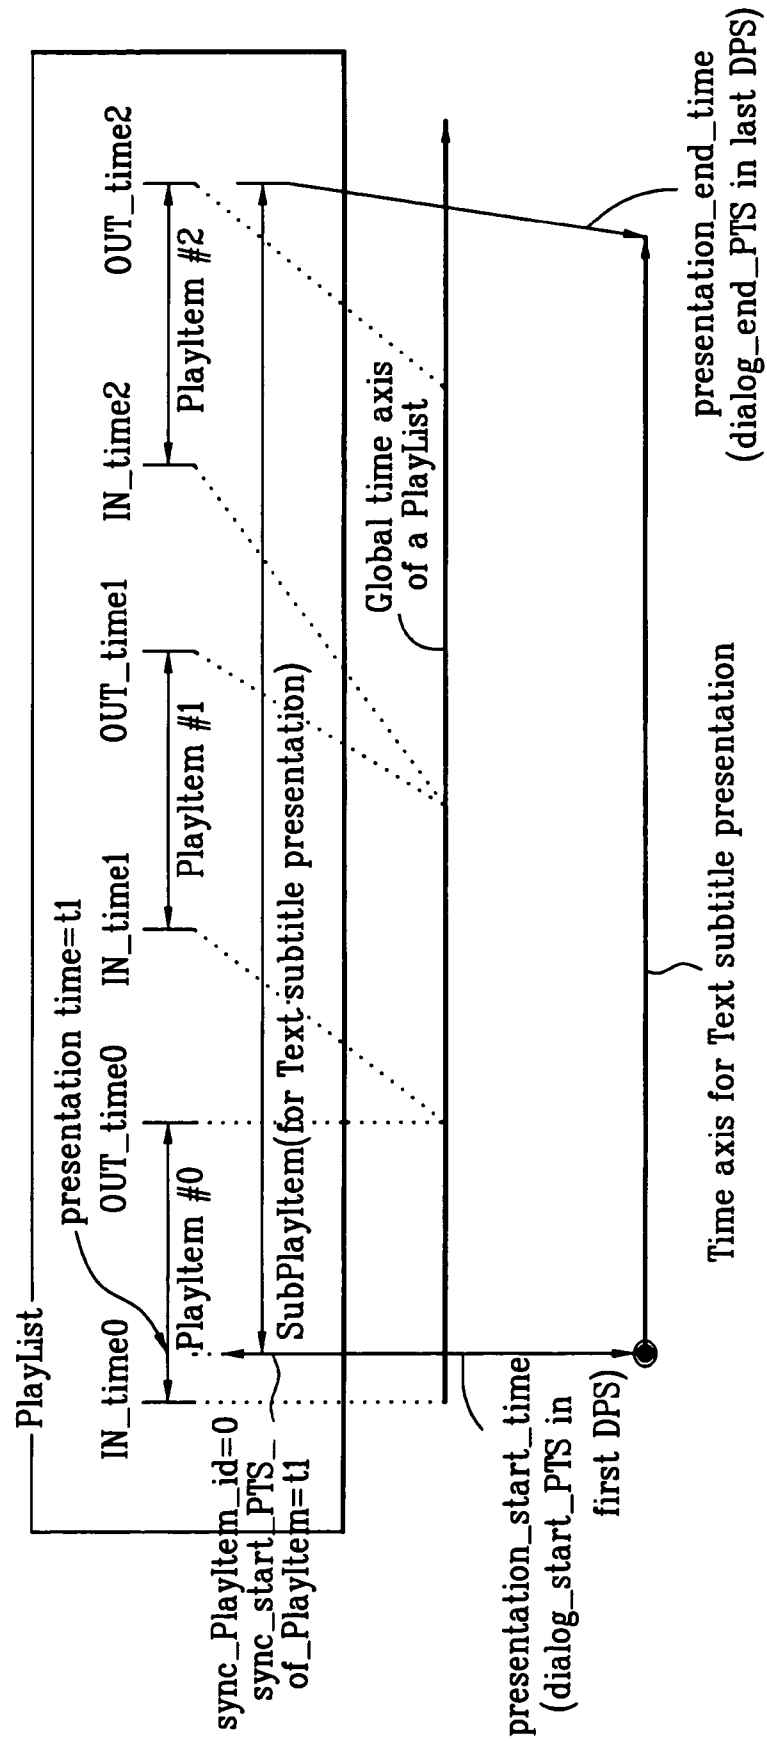 PlayList
presentation time=t1
IN_time0
OUT_time0
IN_time1
OUT_time1
IN_time2
OUT_time2
PlayItem #0
PlayItem #1
PlayItem #2
sync_PlayItem_id=0
sync_start_PTS_
of_PlayItem=t1
SubPlayItem(for Text subtitle presentation)
Global time axis
of a PlayList
presentation_start_time
(dialog_start_PTS in
first DPS)
presentation_end_time
(dialog_end_PTS in last DPS)
Time axis for Text subtitle presentation